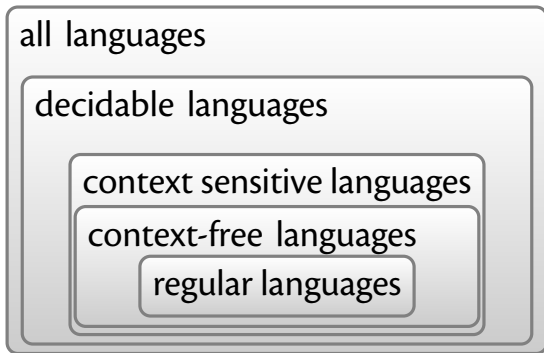 all languages
decidable languages
context sensitive languages
context-free languages
regular languages